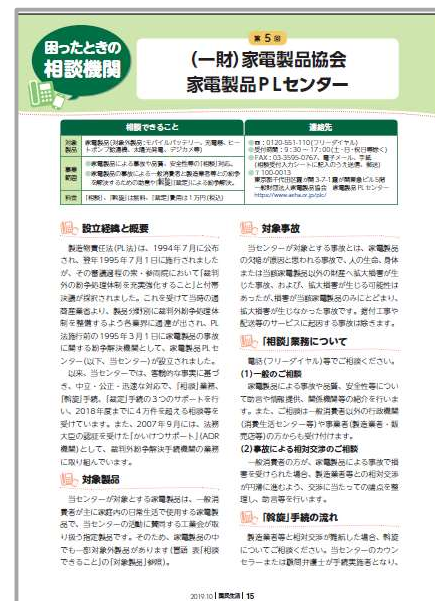 困ったときの
相談機関
第5回
(一財)家電製品協会
家電製品PLセンター
相談できること
連絡先
対象
製品
家電製品(対象外製品:モバイルバッテリー、充電器、ヒー
トポンプ給湯機、太陽光発電、デジカメ等)
事業
範囲
●家電製品による事故や品質、安全性等の「相談」対応。
●家電製品の事故による一般消費者と製造業者等との紛争
を解決するための助言や「斡旋」「裁定」による紛争解決。
料金
「相談」、「斡旋」は無料、「裁定」費用は1万円(税込)
●☎:0120-551-110(フリーダイヤル)
●受付時間:9:30~17:00(土・日・祝日等除く)
●FAX:03-3595-0767、電子メール、手紙
(相談受付入力シートに記入のうえ送信、郵送)
●〒100-0013
東京都千代田区霞が関3-7-1霞が関東急ビル5階
一般財団法人家電製品協会 家電製品PLセンター
https://www.aeha.or.jp/plc/
設立経緯と概要
製造物責任法(PL法)は、1994年7月に公布
され、翌年1995年7月1日に施行されました
が、その審議過程の衆・参両院において「裁判
外の紛争処理体制を充実強化すること」と付帯
決議が採択されました。これを受けて当時の通
商産業省より、製品分野別に裁判外紛争処理体
制を整備するよう各業界に通達が出され、PL
法施行前の1995年3月1日に家電製品の事故
に関する紛争解決機関として、家電製品PLセ
ンター(以下、当センター)が設立されました。
以来、当センターでは、客観的な事実に基づ
き、中立・公正・迅速な対応で、「相談」業務、
「斡旋」手続、「裁定」手続の3つのサポートを行
い、2018年度までに4万件を超える相談等を
受けています。また、2007年9月には、法務
大臣の認証を受けた「かいけつサポート」(ADR
機関)として、裁判外紛争解決手続機関の業務
に取り組んでいます。
対象製品
当センターが対象とする家電製品は、一般消
費者が主に家庭内の日常生活で使用する家電製
品で、当センターの活動に賛同する工業会が取
り扱う指定製品です。そのため、家電製品の中
でも一部対象外製品があります(冒頭 表「相談
できること」の「対象製品」参照)。
対象事故
当センターが対象とする事故とは、家電製品
の欠陥が原因と思われる事故で、人の生命、身体
または当該家電製品以外の財産へ拡大損害が生
じた事故、および、拡大損害が生じる可能性は
あったが、損害が当該家電製品のみにとどまり、
拡大損害が生じなかった事故です。据付工事や
配送等のサービスに起因する事故は除きます。
「相談」業務について
電話(フリーダイヤル)等でご相談ください。
(1)一般のご相談
家電製品による事故や品質、安全性等につい
て助言や情報提供、関係機関等の紹介を行いま
す。また、ご相談は一般消費者以外の行政機関
(消費生活センター等)や事業者(製造業者・販
売店等)の方からも受け付けます。
(2)事故による相対交渉のご相談
一般消費者の方が、家電製品による事故で損
害を受けられた場合、製造業者等との相対交渉
が円滑に進むよう、交渉に当たっての論点を整
理し、助言等を行います。
「斡旋」手続の流れ
製造業者等と相対交渉が難航した場合、斡旋
についてご相談ください。当センターのカウン
セラーまたは顧問弁護士が手続実施者となり、
2019.10 国民生活 15